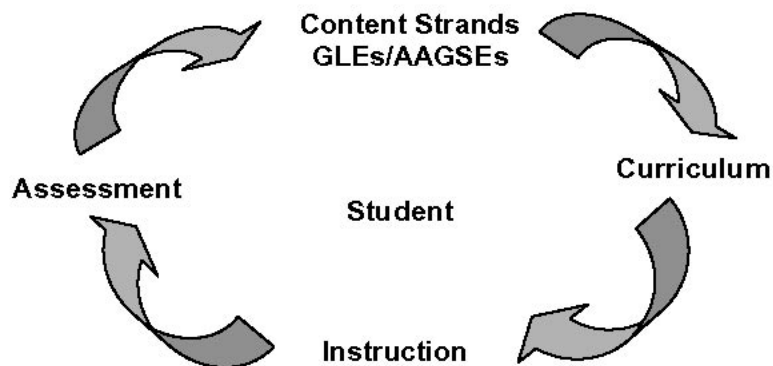 Content Strands
GLEs/AAGSEs
Curriculum
Assessment
Student
Instruction